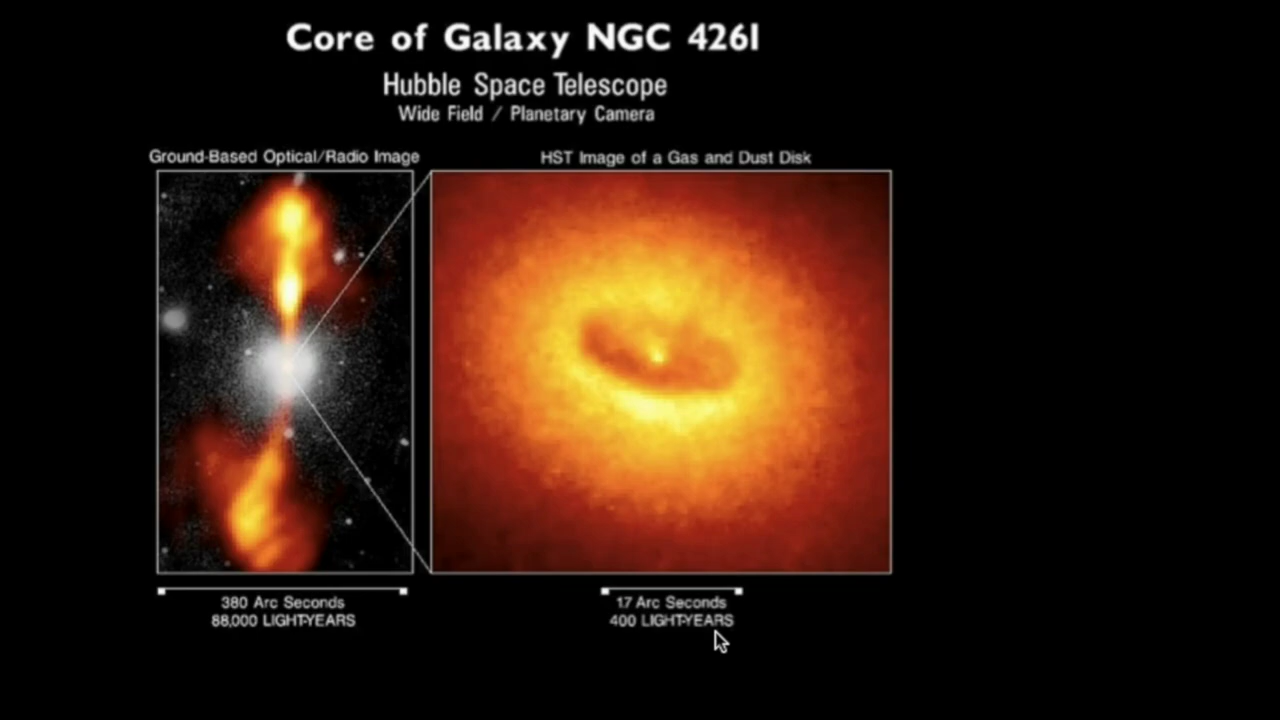 Core of Galaxy NGC 4261
Hubble Space Telescope
Wide Field / Planetary Camera
Ground-Based Optical/Radio Image
HST Image of a Gas and Dust Disk
380 Arc Seconds
88,000 LIGHT-YEARS
17 Arc Seconds
400 LIGHT-YEARS